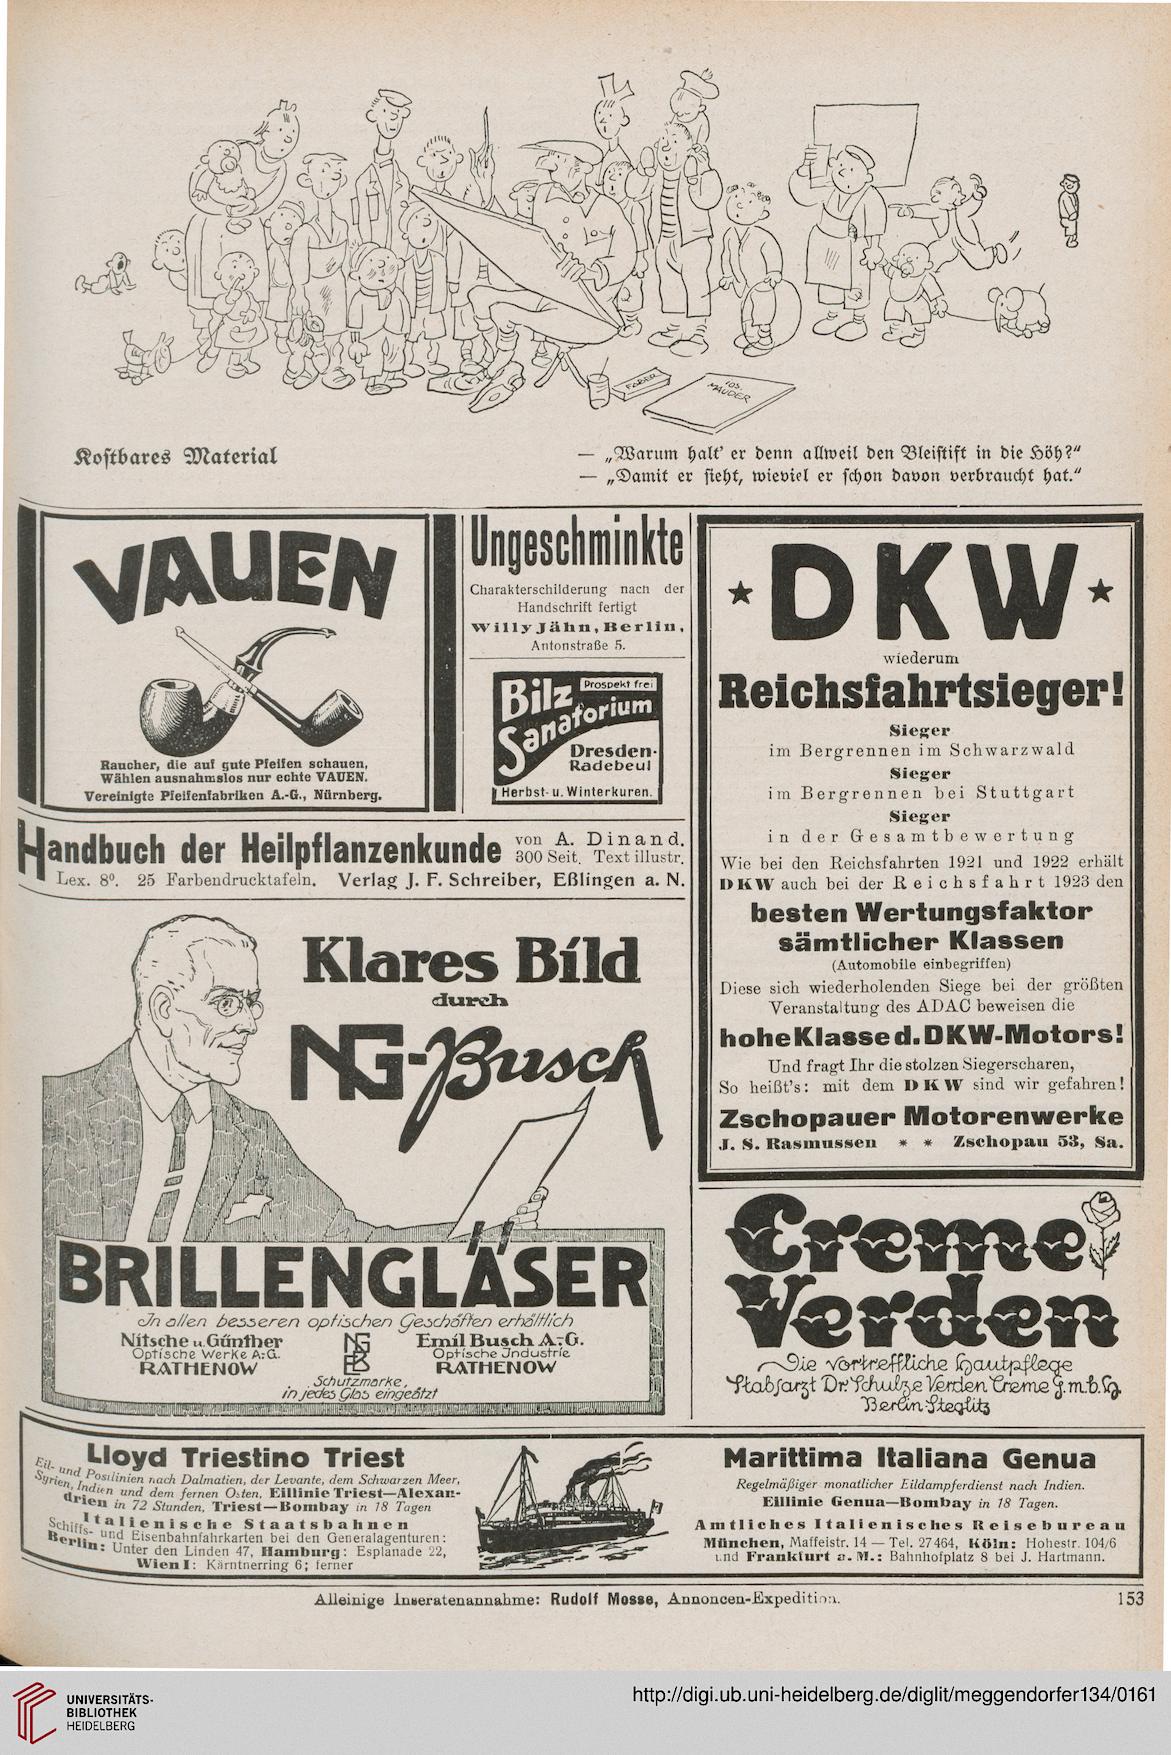 FABER
JOS.
MAUDER
Kostbares Material
— „Warum halt' er denn allweil den Bleistift in die Höh?"
— „Damit er sieht, wieviel er schon davon verbraucht hat."
VAUEN
Raucher, die auf gute Pfeifen schauen,
Wählen ausnahmslos nur echte VAUEN.
Vereinigte Pfeifenfabriken A.-G., Nürnberg.
Ungeschminkte
Charakterschilderung nach der
Handschrift fertigt
Willy Jähn, Berlin,
Antonstraße 5.
Bilz Prospekt frei
Sanatorium
Dresden-
Radebeul
Herbst- u. Winterkuren.
Handbuch der Heilpflanzenkunde von A. Dinand.
300 Seit. Text illustr.
Lex. 8º. 25 Farbendrucktafeln. Verlag J. F. Schreiber, Eßlingen a. N.
Klares Bild
durch
NG-Busch
BRILLENGLÄSER
In allen besseren optischen Geschäften erhältlich
Nitsche u. Günther
Optische Werke A.-G.
RATHENOW
NG
EB
Emil Busch A.-G.
Optische Industrie
RATHENOW
Schutzmarke,
in jedes Glas eingeätzt
* DKW *
wiederum
Reichsfahrtsieger!
Sieger
im Bergrennen im Schwarzwald
Sieger
im Bergrennen bei Stuttgart
Sieger
in der Gesamtbewertung
Wie bei den Reichsfahrten 1921 und 1922 erhält
DKW auch bei der Reichsfahrt 1923 den
besten Wertungsfaktor
sämtlicher Klassen
(Automobile einbegriffen)
Diese sich wiederholenden Siege bei der größten
Veranstaltung des ADAC beweisen die
hohe Klasse d. DKW-Motors!
Und fragt Ihr die stolzen Siegerscharen,
So heißt's: mit dem DKW sind wir gefahren!
Zschopauer Motorenwerke
J. S. Rasmussen * * Zschopau 53, Sa.
Creme
Verden
Die vortreffliche Hautpflege
Stabsarzt Dr. Schulze Verden Creme G.m.b.H.
Berlin-Steglitz
Lloyd Triestino Triest
Eil- und Postlinien nach Dalmatien, der Levante, dem Schwarzen Meer,
Syrien, Indien und dem fernen Osten. Eillinie Triest—Alexan-
drien in 72 Stunden, Triest—Bombay in 18 Tagen
Italienische Staatsbahnen
Schiffs- und Eisenbahnfahrkarten bei den Generalagenturen:
Berlin: Unter den Linden 47, Hamburg: Esplanade 22,
Wien I: Kärntnerring 6; ferner
Marittima Italiana Genua
Regelmäßiger monatlicher Eildampferdienst nach Indien.
Eillinie Genua—Bombay in 18 Tagen.
Amtliches Italienisches Reisebureau
München, Maffeistr. 14 — Tel. 27464, Köln: Hohestr. 104/6
und Frankfurt a. M.: Bahnhofplatz 8 bei J. Hartmann.
Alleinige Inseratenannahme: Rudolf Mosse, Annoncen-Expedition.
153
UNIVERSITÄTS-
BIBLIOTHEK
HEIDELBERG
http://digi.ub.uni-heidelberg.de/diglit/meggendorfer134/0161